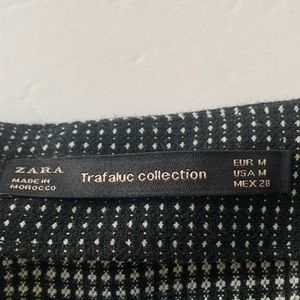 ZARA
MADE IN
MOROCCO
Trafaluc collection
EUR M
USA M
MEX 28